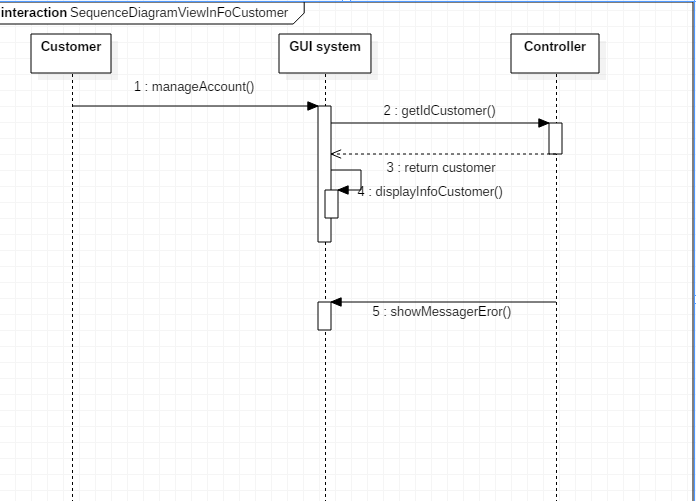 interaction SequenceDiagramViewInFoCustomer
Customer
GUI system
Controller
1 : manageAccount()
2 : getIdCustomer()
3 : return customer
4 : displayInfoCustomer()
5 : showMessagerEror()